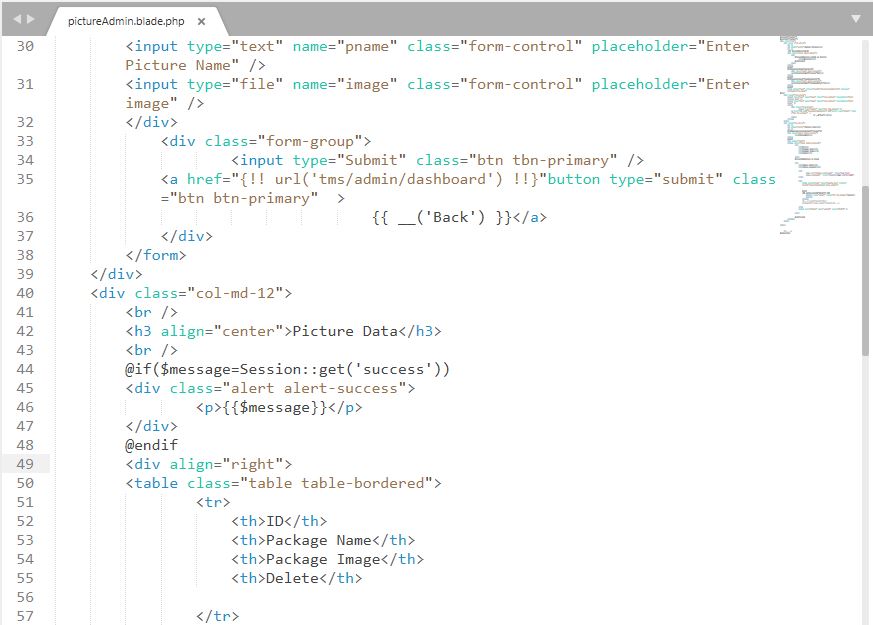 pictureAdmin.blade.php ×
30 <input type="text" name="pname" class="form-control" placeholder="Enter
Picture Name" />
31 <input type="file" name="image" class="form-control" placeholder="Enter
image" />
32 </div>
33 <div class="form-group">
34 <input type="Submit" class="btn tbn-primary" />
35 <a href="{!! url('tms/admin/dashboard') !!}"button type="submit" class
="btn btn-primary"  >
36 {{ __('Back') }}</a>
37 </div>
38 </form>
39 </div>
40 <div class="col-md-12">
41 <br />
42 <h3 align="center">Picture Data</h3>
43 <br />
44 @if($message=Session::get('success'))
45 <div class="alert alert-success">
46 <p>{{$message}}</p>
47 </div>
48 @endif
49 <div align="right">
50 <table class="table table-bordered">
51 <tr>
52 <th>ID</th>
53 <th>Package Name</th>
54 <th>Package Image</th>
55 <th>Delete</th>
56
57 </tr>